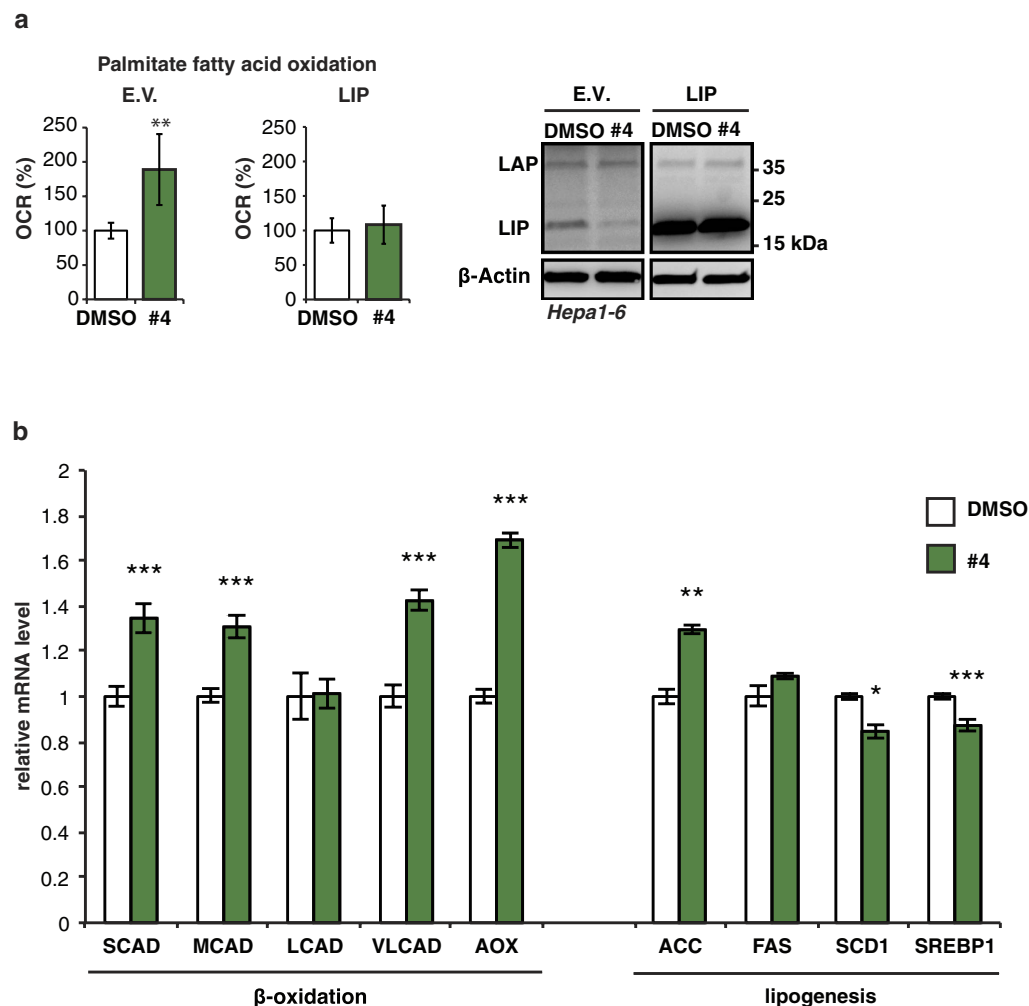 a
Palmitate fatty acid oxidation
E.V.
**
250
200
150
100
50
0
OCR (%)
DMSO #4
LIP
250
200
150
100
50
0
OCR (%)
DMSO #4
E.V. LIP
DMSO #4 DMSO #4
LAP
35
25
LIP
15 kDa
β-Actin
Hepa1-6
b
2
1.8
1.6
1.4
1.2
1
0.8
0.6
0.4
0.2
0
relative mRNA level
*** *** *** *** ** * ***
DMSO
#4
SCAD MCAD LCAD VLCAD AOX ACC FAS SCD1 SREBP1
β-oxidation lipogenesis